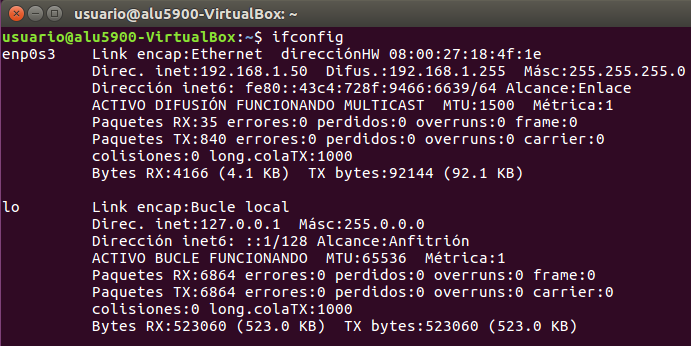 usuario@alu5900-VirtualBox: ~
usuario@alu5900-VirtualBox:~$ ifconfig
enp0s3    Link encap:Ethernet  direcciónHW 08:00:27:18:4f:1e
          Direc. inet:192.168.1.50  Difus.:192.168.1.255  Másc:255.255.255.0
          Dirección inet6: fe80::43c4:728f:9466:6639/64 Alcance:Enlace
          ACTIVO DIFUSIÓN FUNCIONANDO MULTICAST  MTU:1500  Métrica:1
          Paquetes RX:35 errores:0 perdidos:0 overruns:0 frame:0
          Paquetes TX:840 errores:0 perdidos:0 overruns:0 carrier:0
          colisiones:0 long.colaTX:1000
          Bytes RX:4166 (4.1 KB)  TX bytes:92144 (92.1 KB)
lo        Link encap:Bucle local
          Direc. inet:127.0.0.1  Másc:255.0.0.0
          Dirección inet6: ::1/128 Alcance:Anfitrión
          ACTIVO BUCLE FUNCIONANDO  MTU:65536  Métrica:1
          Paquetes RX:6864 errores:0 perdidos:0 overruns:0 frame:0
          Paquetes TX:6864 errores:0 perdidos:0 overruns:0 carrier:0
          colisiones:0 long.colaTX:1000
          Bytes RX:523060 (523.0 KB)  TX bytes:523060 (523.0 KB)